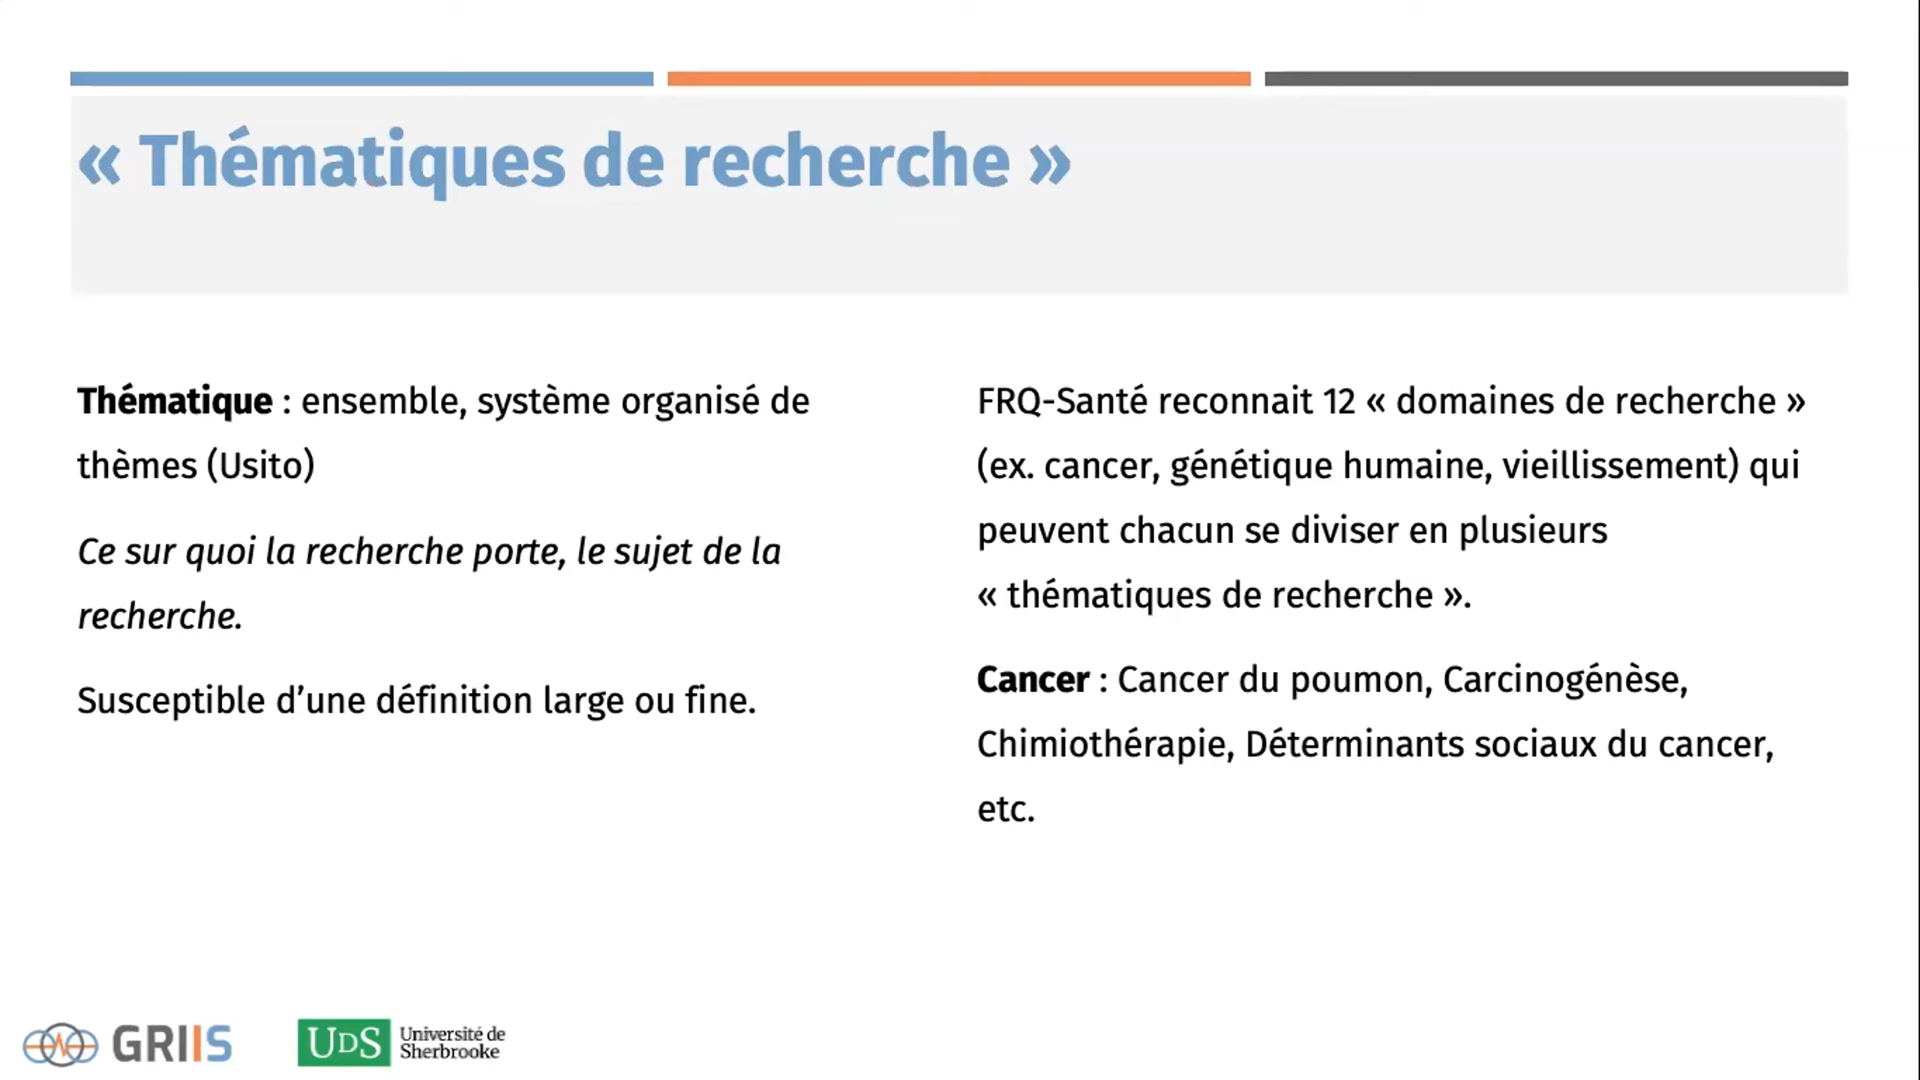 « Thématiques de recherche »
Thématique : ensemble, système organisé de
thèmes (Usito)
Ce sur quoi la recherche porte, le sujet de la
recherche.
Susceptible d’une définition large ou fine.
FRQ-Santé reconnait 12 « domaines de recherche »
(ex. cancer, génétique humaine, vieillissement) qui
peuvent chacun se diviser en plusieurs
« thématiques de recherche ».
Cancer : Cancer du poumon, Carcinogénèse,
Chimiothérapie, Déterminants sociaux du cancer,
etc.
GRIIS
UDS
Université de
Sherbrooke